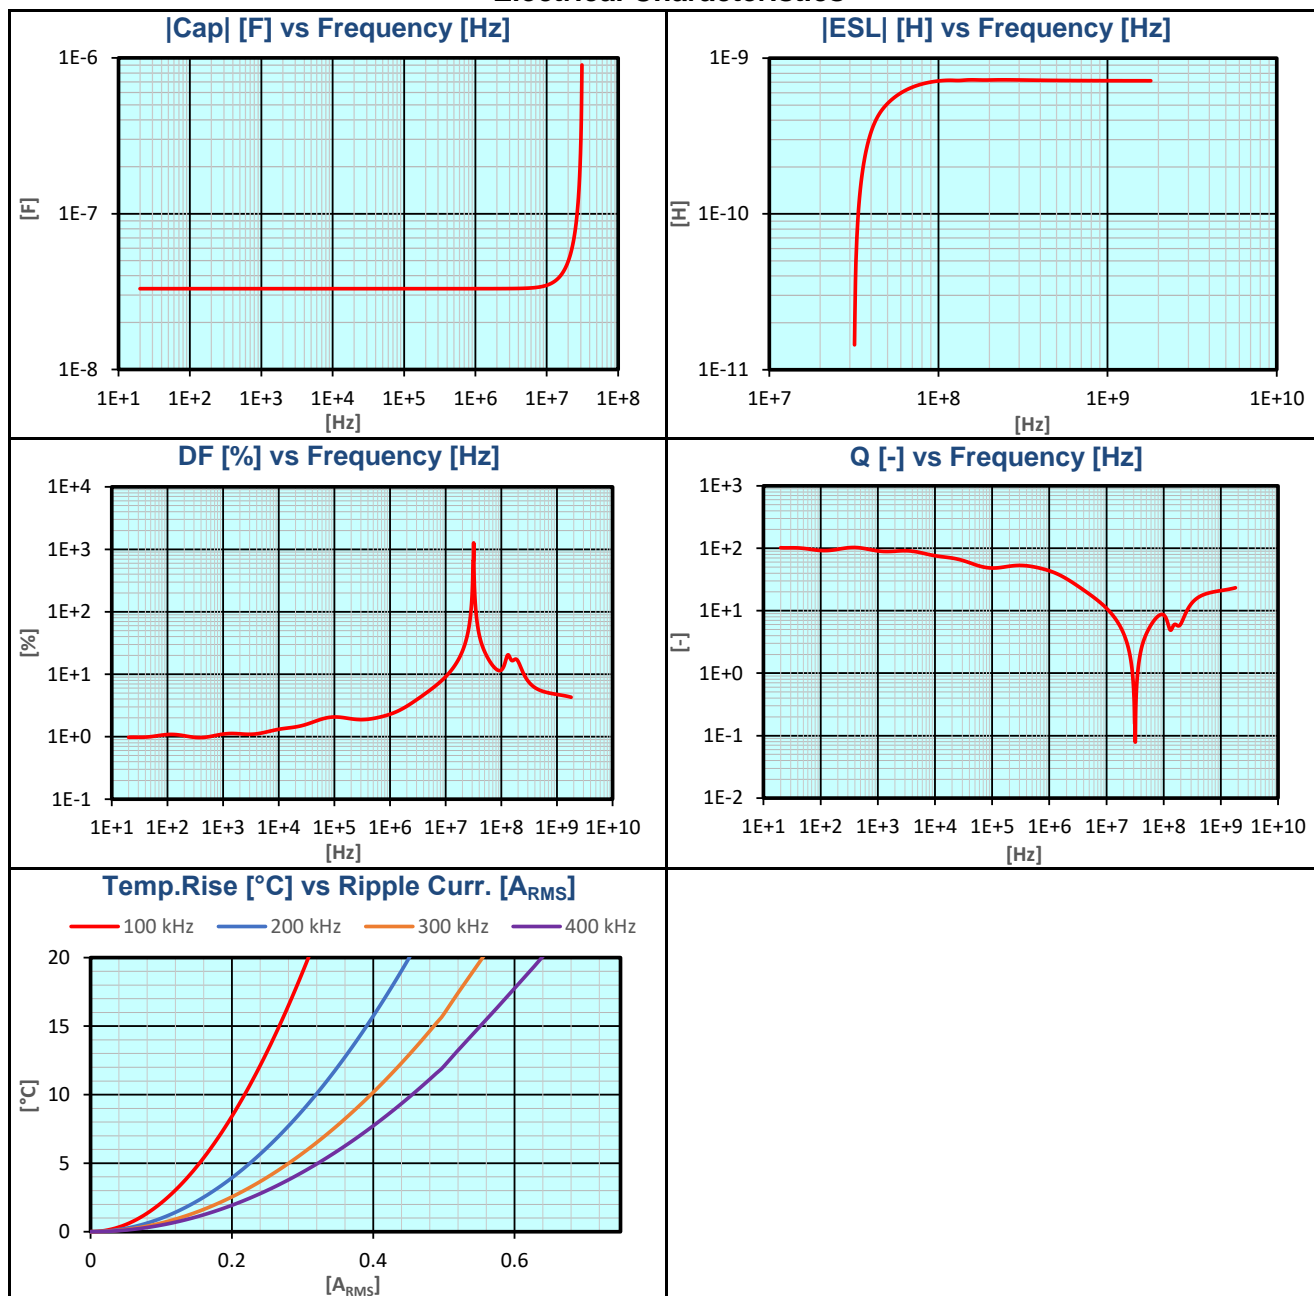 |Cap| [F] vs Frequency [Hz]
1E-6
1E-7
1E-8
[F]
1E+1 1E+2 1E+3 1E+4 1E+5 1E+6 1E+7 1E+8
[Hz]
|ESL| [H] vs Frequency [Hz]
1E-9
1E-10
1E-11
[H]
1E+7 1E+8 1E+9 1E+10
[Hz]
DF [%] vs Frequency [Hz]
1E+4
1E+3
1E+2
1E+1
1E+0
1E-1
[%]
1E+1 1E+2 1E+3 1E+4 1E+5 1E+6 1E+7 1E+8 1E+9 1E+10
[Hz]
Q [-] vs Frequency [Hz]
1E+3
1E+2
1E+1
1E+0
1E-1
1E-2
[-]
1E+1 1E+2 1E+3 1E+4 1E+5 1E+6 1E+7 1E+8 1E+9 1E+10
[Hz]
Temp.Rise [°C] vs Ripple Curr. [A_RMS]
100 kHz 200 kHz 300 kHz 400 kHz
20
15
10
5
0
[°C]
0 0.2 0.4 0.6
[A_RMS]